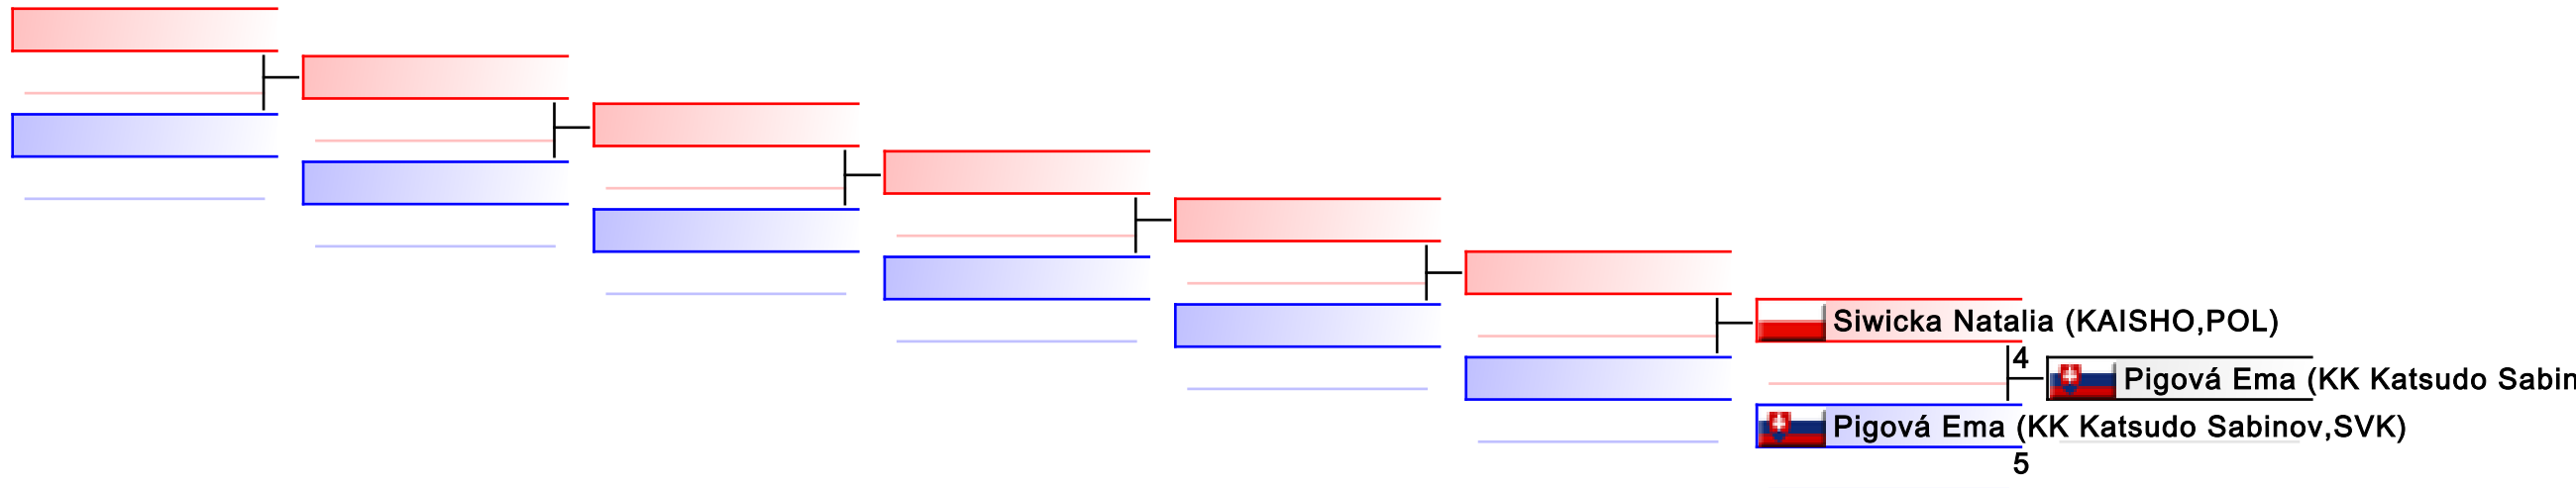 Siwicka Natalia (KAISHO,POL)
4
Pigová Ema (KK Katsudo Sabin
Pigová Ema (KK Katsudo Sabinov,SVK)
5